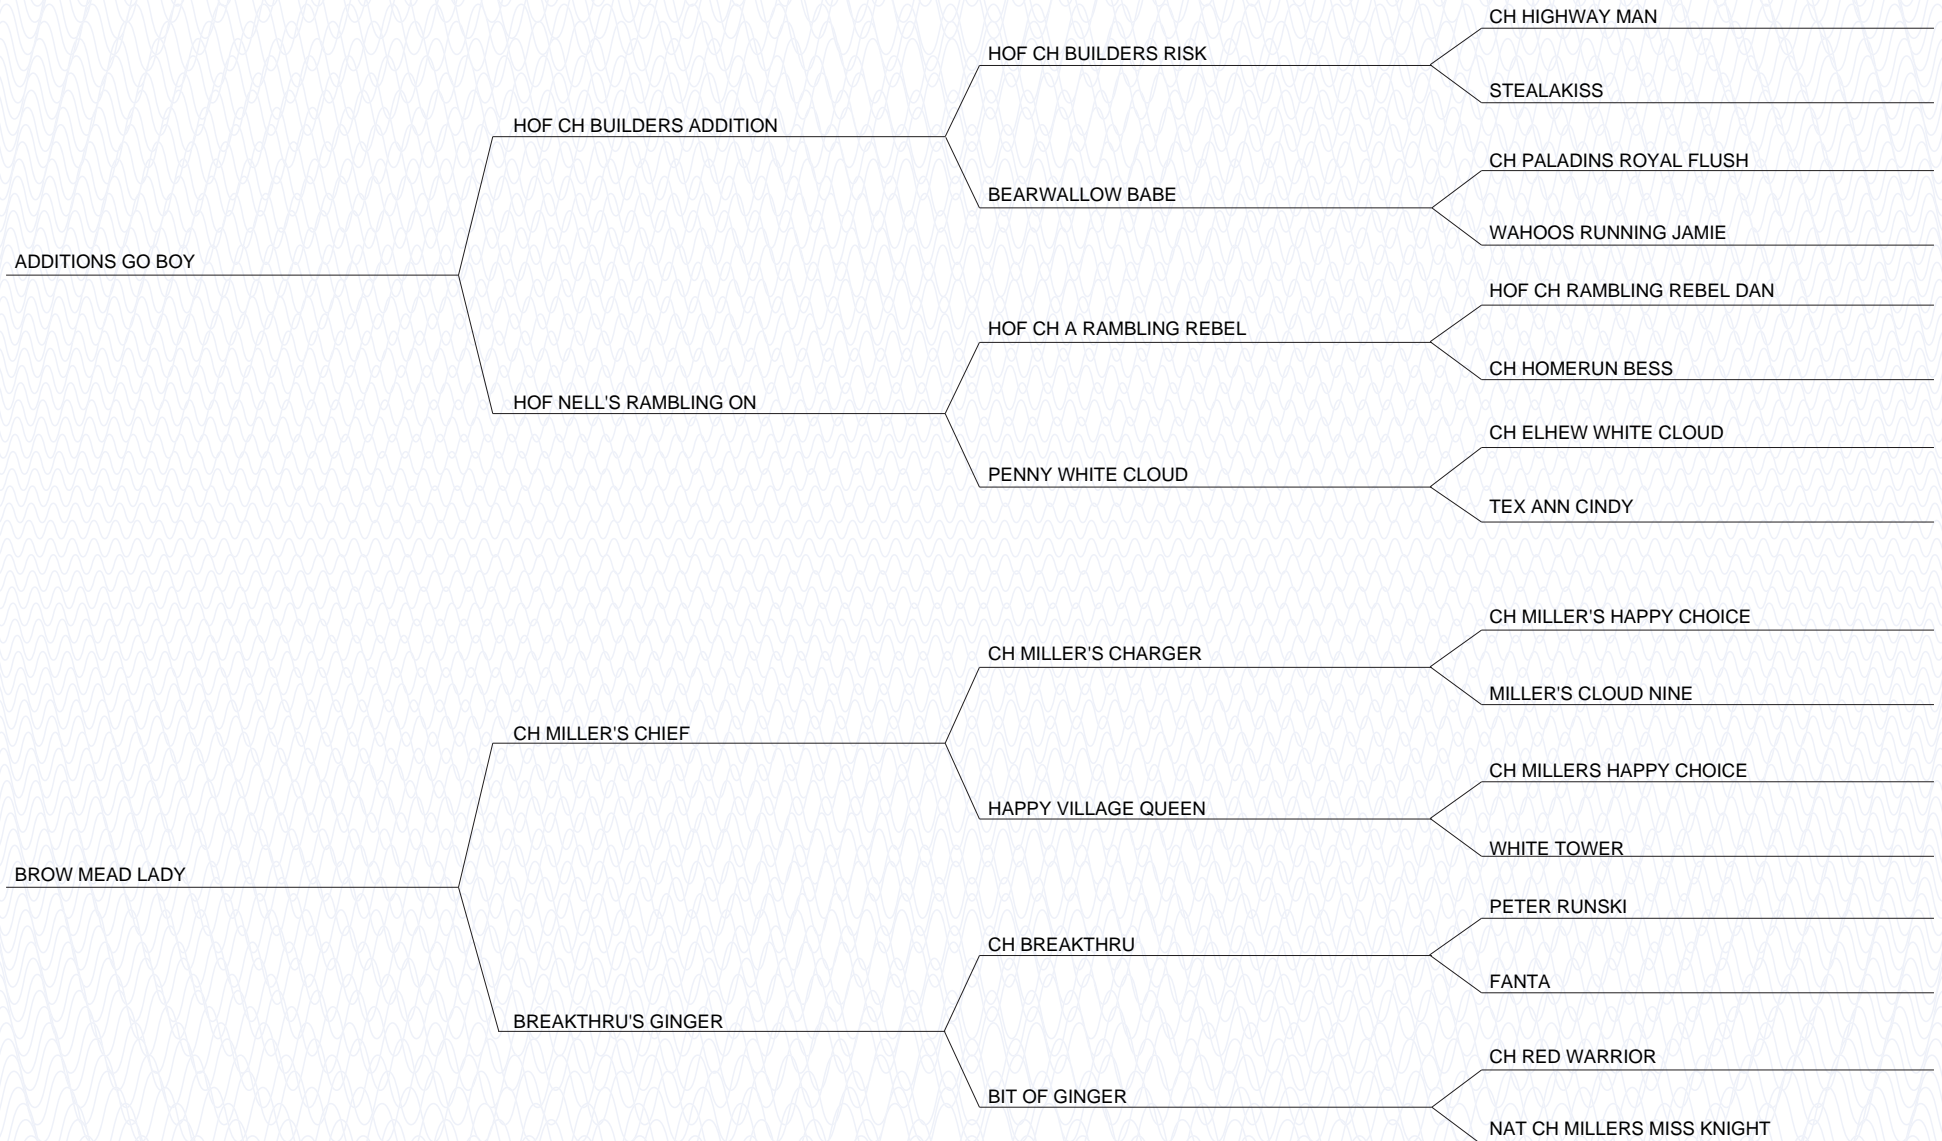 CH HIGHWAY MAN
HOF CH BUILDERS RISK
STEALAKISS
HOF CH BUILDERS ADDITION
CH PALADINS ROYAL FLUSH
BEARWALLOW BABE
WAHOOS RUNNING JAMIE
ADDITIONS GO BOY
HOF CH RAMBLING REBEL DAN
HOF CH A RAMBLING REBEL
CH HOMERUN BESS
HOF NELL'S RAMBLING ON
CH ELHEW WHITE CLOUD
PENNY WHITE CLOUD
TEX ANN CINDY
CH MILLER'S HAPPY CHOICE
CH MILLER'S CHARGER
MILLER'S CLOUD NINE
CH MILLER'S CHIEF
CH MILLERS HAPPY CHOICE
HAPPY VILLAGE QUEEN
WHITE TOWER
BROW MEAD LADY
PETER RUNSKI
CH BREAKTHRU
FANTA
BREAKTHRU'S GINGER
CH RED WARRIOR
BIT OF GINGER
NAT CH MILLERS MISS KNIGHT